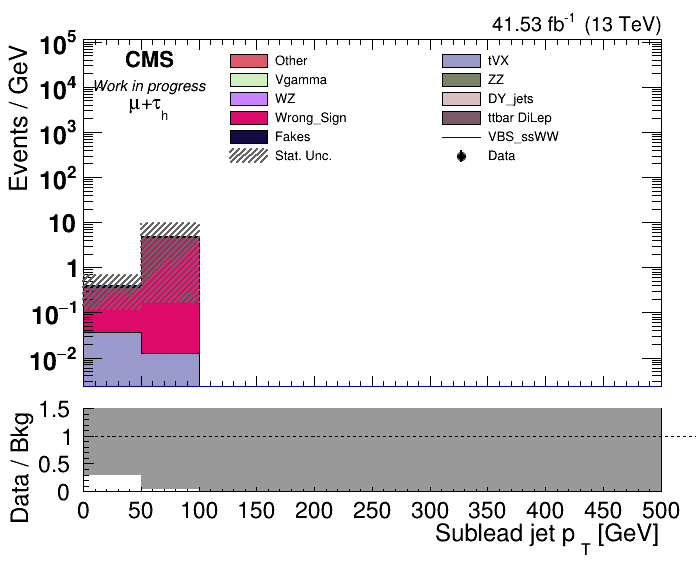 41.53 fb⁻¹ (13 TeV)
CMS
Work in progress
μ+τh
Other
Vgamma
WZ
Wrong_Sign
Fakes
Stat. Unc.
tVX
ZZ
DY_jets
ttbar DiLep
VBS_ssWW
Data
Events / GeV
10⁵
10⁴
10³
10²
10
1
10⁻¹
10⁻²
Data / Bkg
1.5
1
0.5
0
0 50 100 150 200 250 300 350 400 450 500
Sublead jet p_T [GeV]